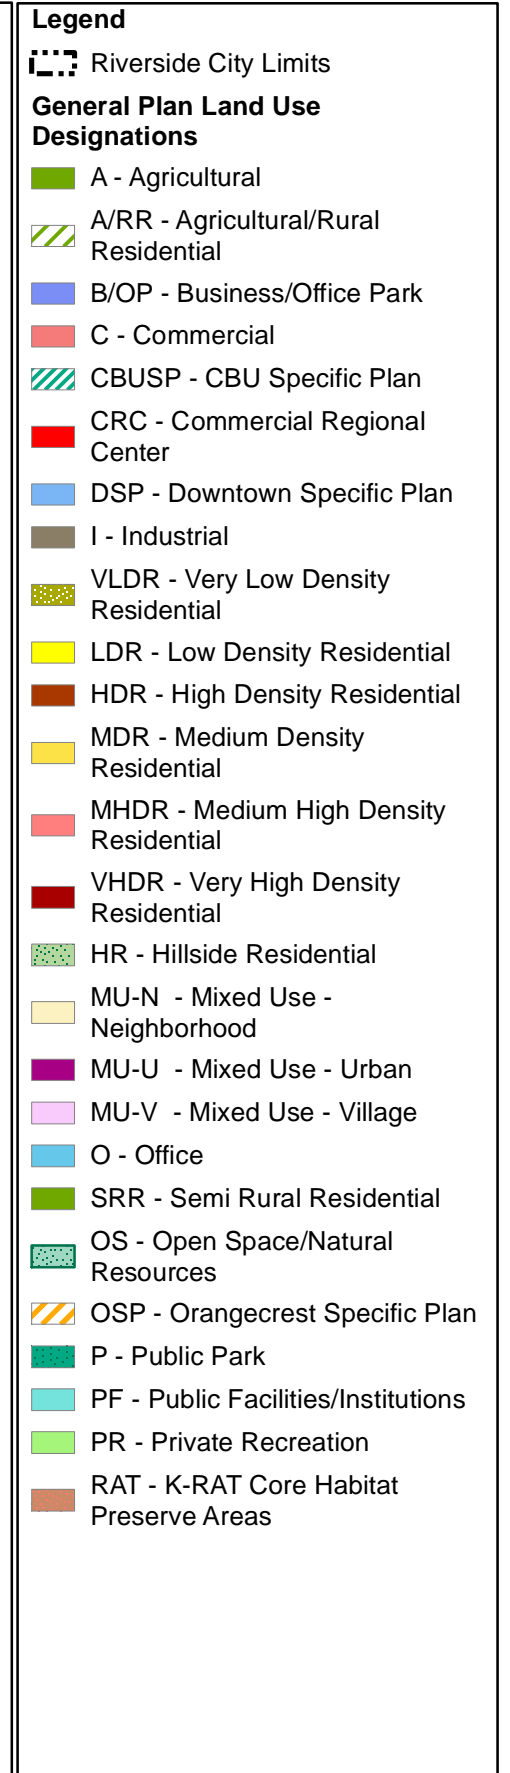 Legend
Riverside City Limits
General Plan Land Use
Designations
A - Agricultural
A/RR - Agricultural/Rural
Residential
B/OP - Business/Office Park
C - Commercial
CBUSP - CBU Specific Plan
CRC - Commercial Regional
Center
DSP - Downtown Specific Plan
I - Industrial
VLDR - Very Low Density
Residential
LDR - Low Density Residential
HDR - High Density Residential
MDR - Medium Density
Residential
MHDR - Medium High Density
Residential
VHDR - Very High Density
Residential
HR - Hillside Residential
MU-N  - Mixed Use -
Neighborhood
MU-U  - Mixed Use - Urban
MU-V  - Mixed Use - Village
O - Office
SRR - Semi Rural Residential
OS - Open Space/Natural
Resources
OSP - Orangecrest Specific Plan
P - Public Park
PF - Public Facilities/Institutions
PR - Private Recreation
RAT - K-RAT Core Habitat
Preserve Areas